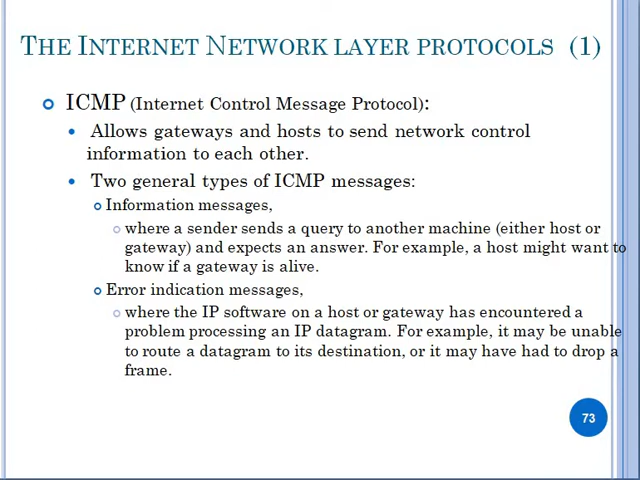 THE INTERNET NETWORK LAYER PROTOCOLS (1)
ICMP (Internet Control Message Protocol):
Allows gateways and hosts to send network control
information to each other.
Two general types of ICMP messages:
Information messages,
where a sender sends a query to another machine (either host or
gateway) and expects an answer. For example, a host might want to
know if a gateway is alive.
Error indication messages,
where the IP software on a host or gateway has encountered a
problem processing an IP datagram. For example, it may be unable
to route a datagram to its destination, or it may have had to drop a
frame.
73